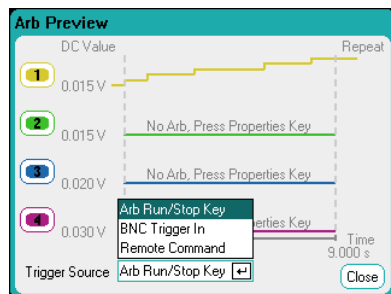 Arb Preview
DC Value
Repeat
1
0.015 V
2
0.015 V
No Arb, Press Properties Key
3
0.020 V
No Arb, Press Properties Key
4
0.030 V
Arb Run/Stop Key
BNC Trigger In
Remote Command
perties Key
Time
9.000 s
Trigger Source
Arb Run/Stop Key
Close